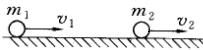 m₁ v₁ m₂ v₂